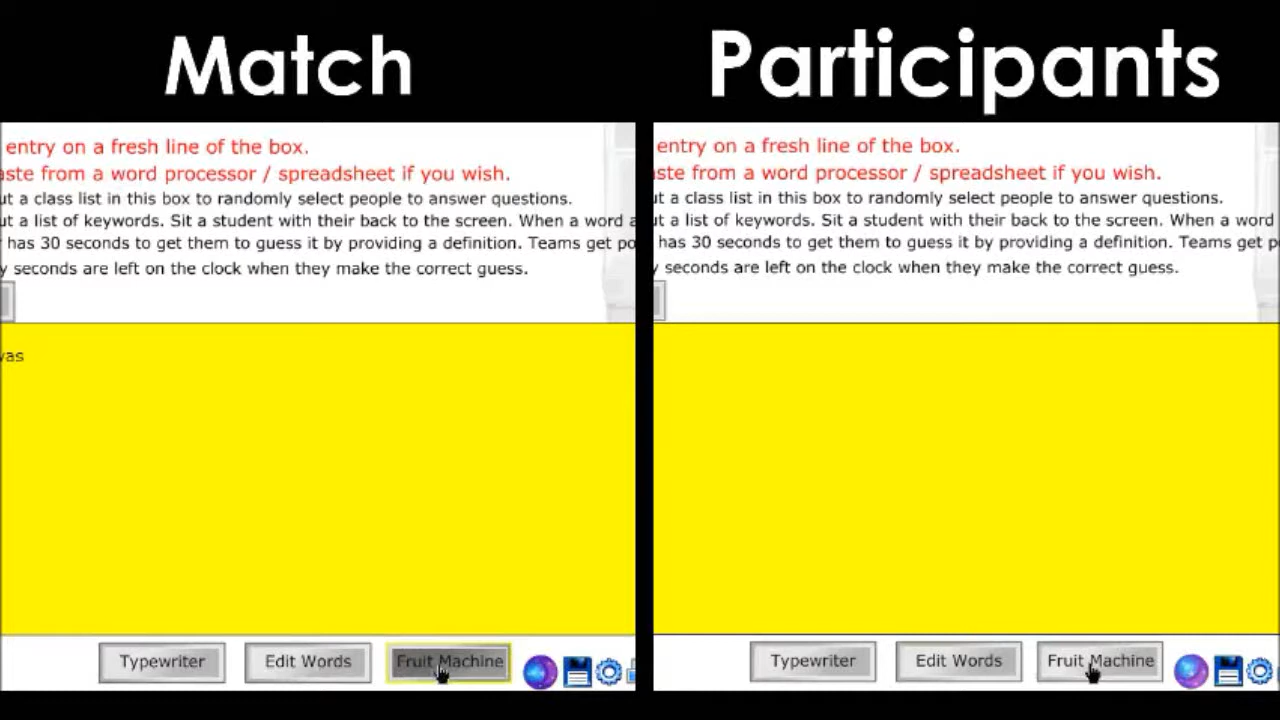 Match
entry on a fresh line of the box.
aste from a word processor / spreadsheet if you wish.
ut a class list in this box to randomly select people to answer questions.
ut a list of keywords. Sit a student with their back to the screen. When a word a
has 30 seconds to get them to guess it by providing a definition. Teams get po
y seconds are left on the clock when they make the correct guess.
vas
Typewriter
Edit Words
Fruit Machine
Participants
entry on a fresh line of the box.
aste from a word processor / spreadsheet if you wish.
ut a class list in this box to randomly select people to answer questions.
ut a list of keywords. Sit a student with their back to the screen. When a word
has 30 seconds to get them to guess it by providing a definition. Teams get p
y seconds are left on the clock when they make the correct guess.
Typewriter
Edit Words
Fruit Machine